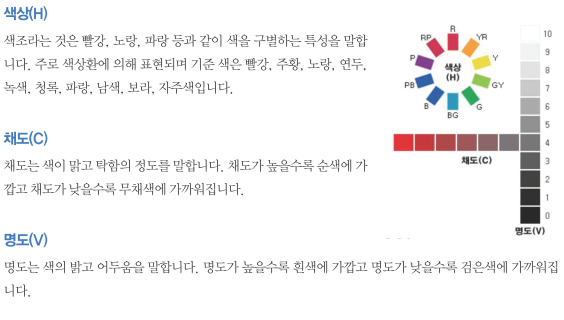 색상(H)
색조라는 것은 빨강, 노랑, 파랑 등과 같이 색을 구별하는 특성을 말합
니다. 주로 색상환에 의해 표현되며 기준 색은 빨강, 주황, 노랑, 연두,
녹색, 청록, 파랑, 남색, 보라, 자주색입니다.
채도(C)
채도는 색이 맑고 탁함의 정도를 말합니다. 채도가 높을수록 순색에 가
깝고 채도가 낮을수록 무채색에 가까워집니다.
명도(V)
명도는 색의 밝고 어두움을 말합니다. 명도가 높을수록 흰색에 가깝고 명도가 낮을수록 검은색에 가까워집
니다.
R
YR
Y
GY
G
BG
B
PB
P
RP
색상
(H)
채도(C)
10
9
8
7
6
5
4
3
2
1
0
명도(V)